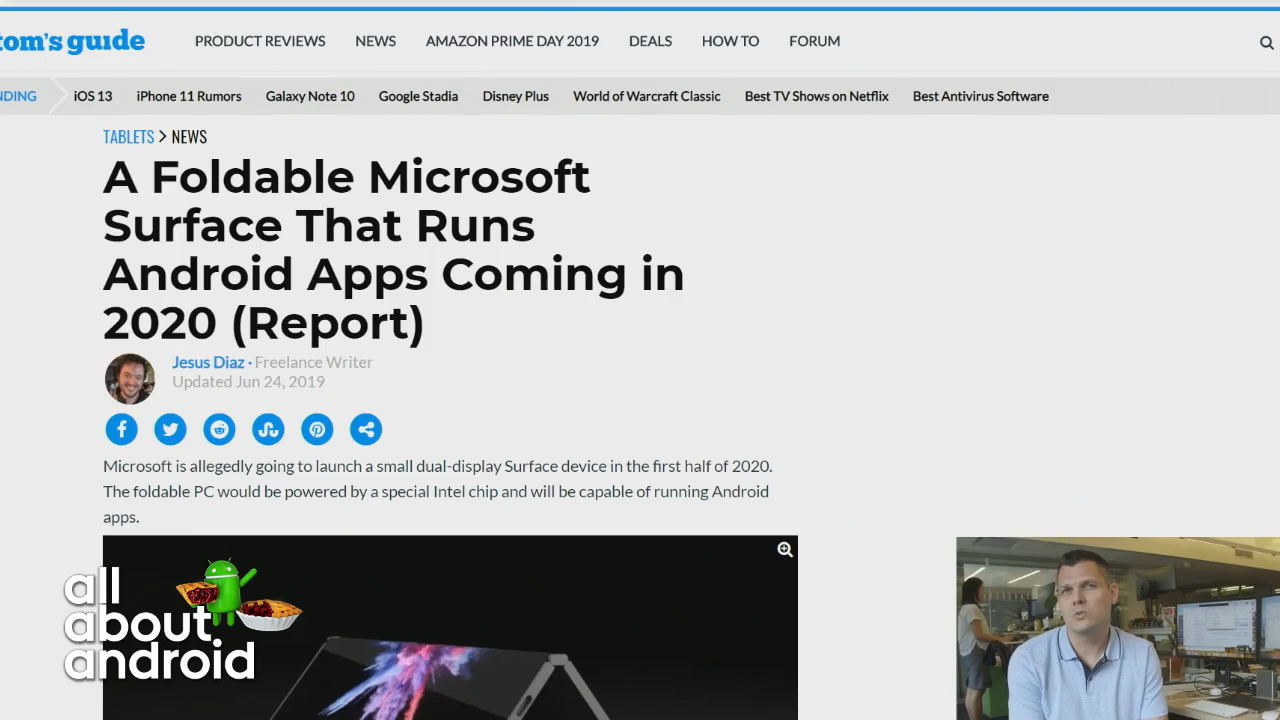 tom's guide
PRODUCT REVIEWS NEWS AMAZON PRIME DAY 2019 DEALS HOW TO FORUM
NDING iOS 13 iPhone 11 Rumors Galaxy Note 10 Google Stadia Disney Plus World of Warcraft Classic Best TV Shows on Netflix Best Antivirus Software
TABLETS > NEWS
A Foldable Microsoft
Surface That Runs
Android Apps Coming in
2020 (Report)
Jesus Diaz · Freelance Writer
Updated Jun 24, 2019
Microsoft is allegedly going to launch a small dual-display Surface device in the first half of 2020.
The foldable PC would be powered by a special Intel chip and will be capable of running Android
apps.
all
about
android